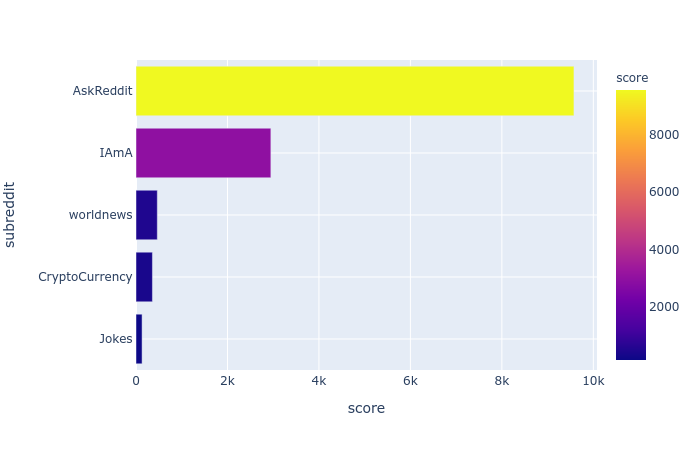 score
AskReddit
8000
IAmA
6000
worldnews
4000
CryptoCurrency
2000
Jokes
0 2k 4k 6k 8k 10k
score
subreddit